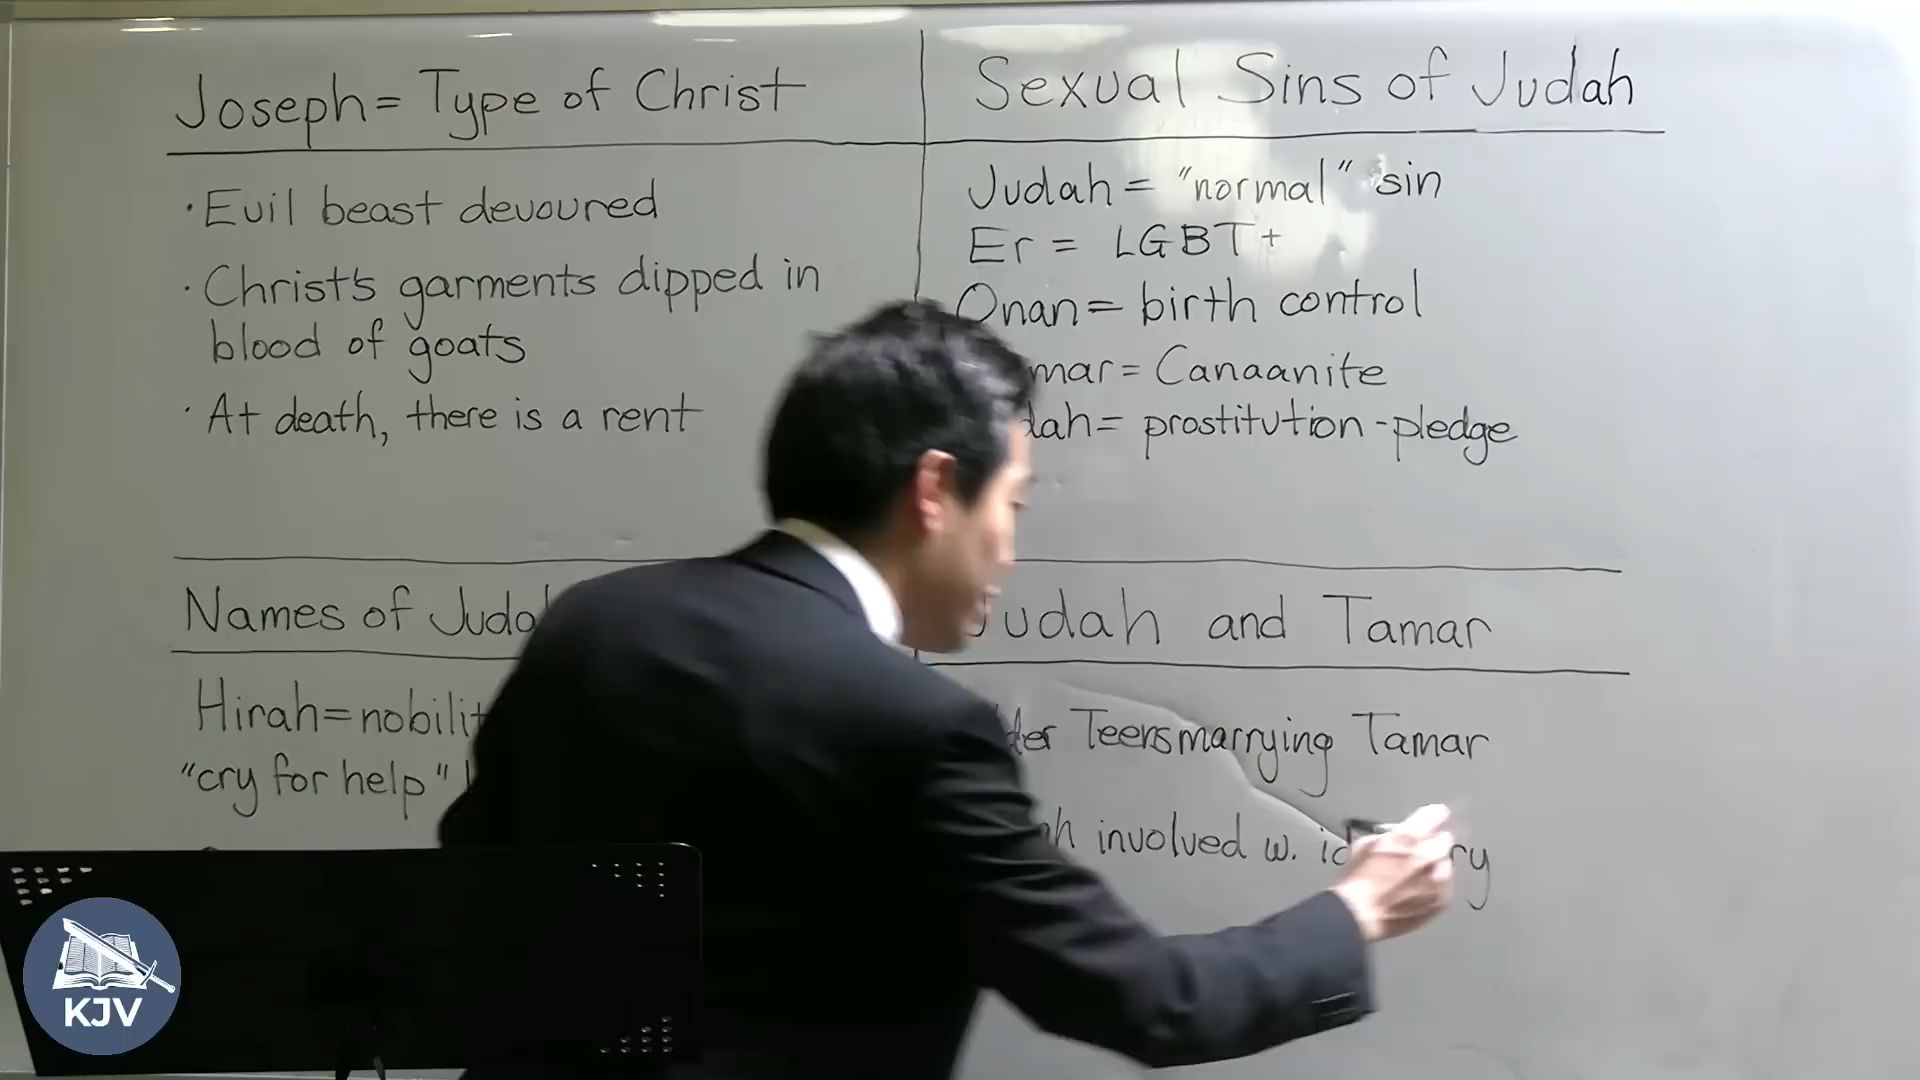 Joseph = Type of Christ
· Evil beast devoured
· Christ's garments dipped in
blood of goats
· At death, there is a rent
Sexual Sins of Judah
Judah = "normal" sin
Er = LGBT+
Onan = birth control
mar = Canaanite
dah = prostitution - pledge
Names of Juda
Hirah = nobilit
"cry for help"
Judah and Tamar
Teens marrying Tamar
h involved w.
KJV